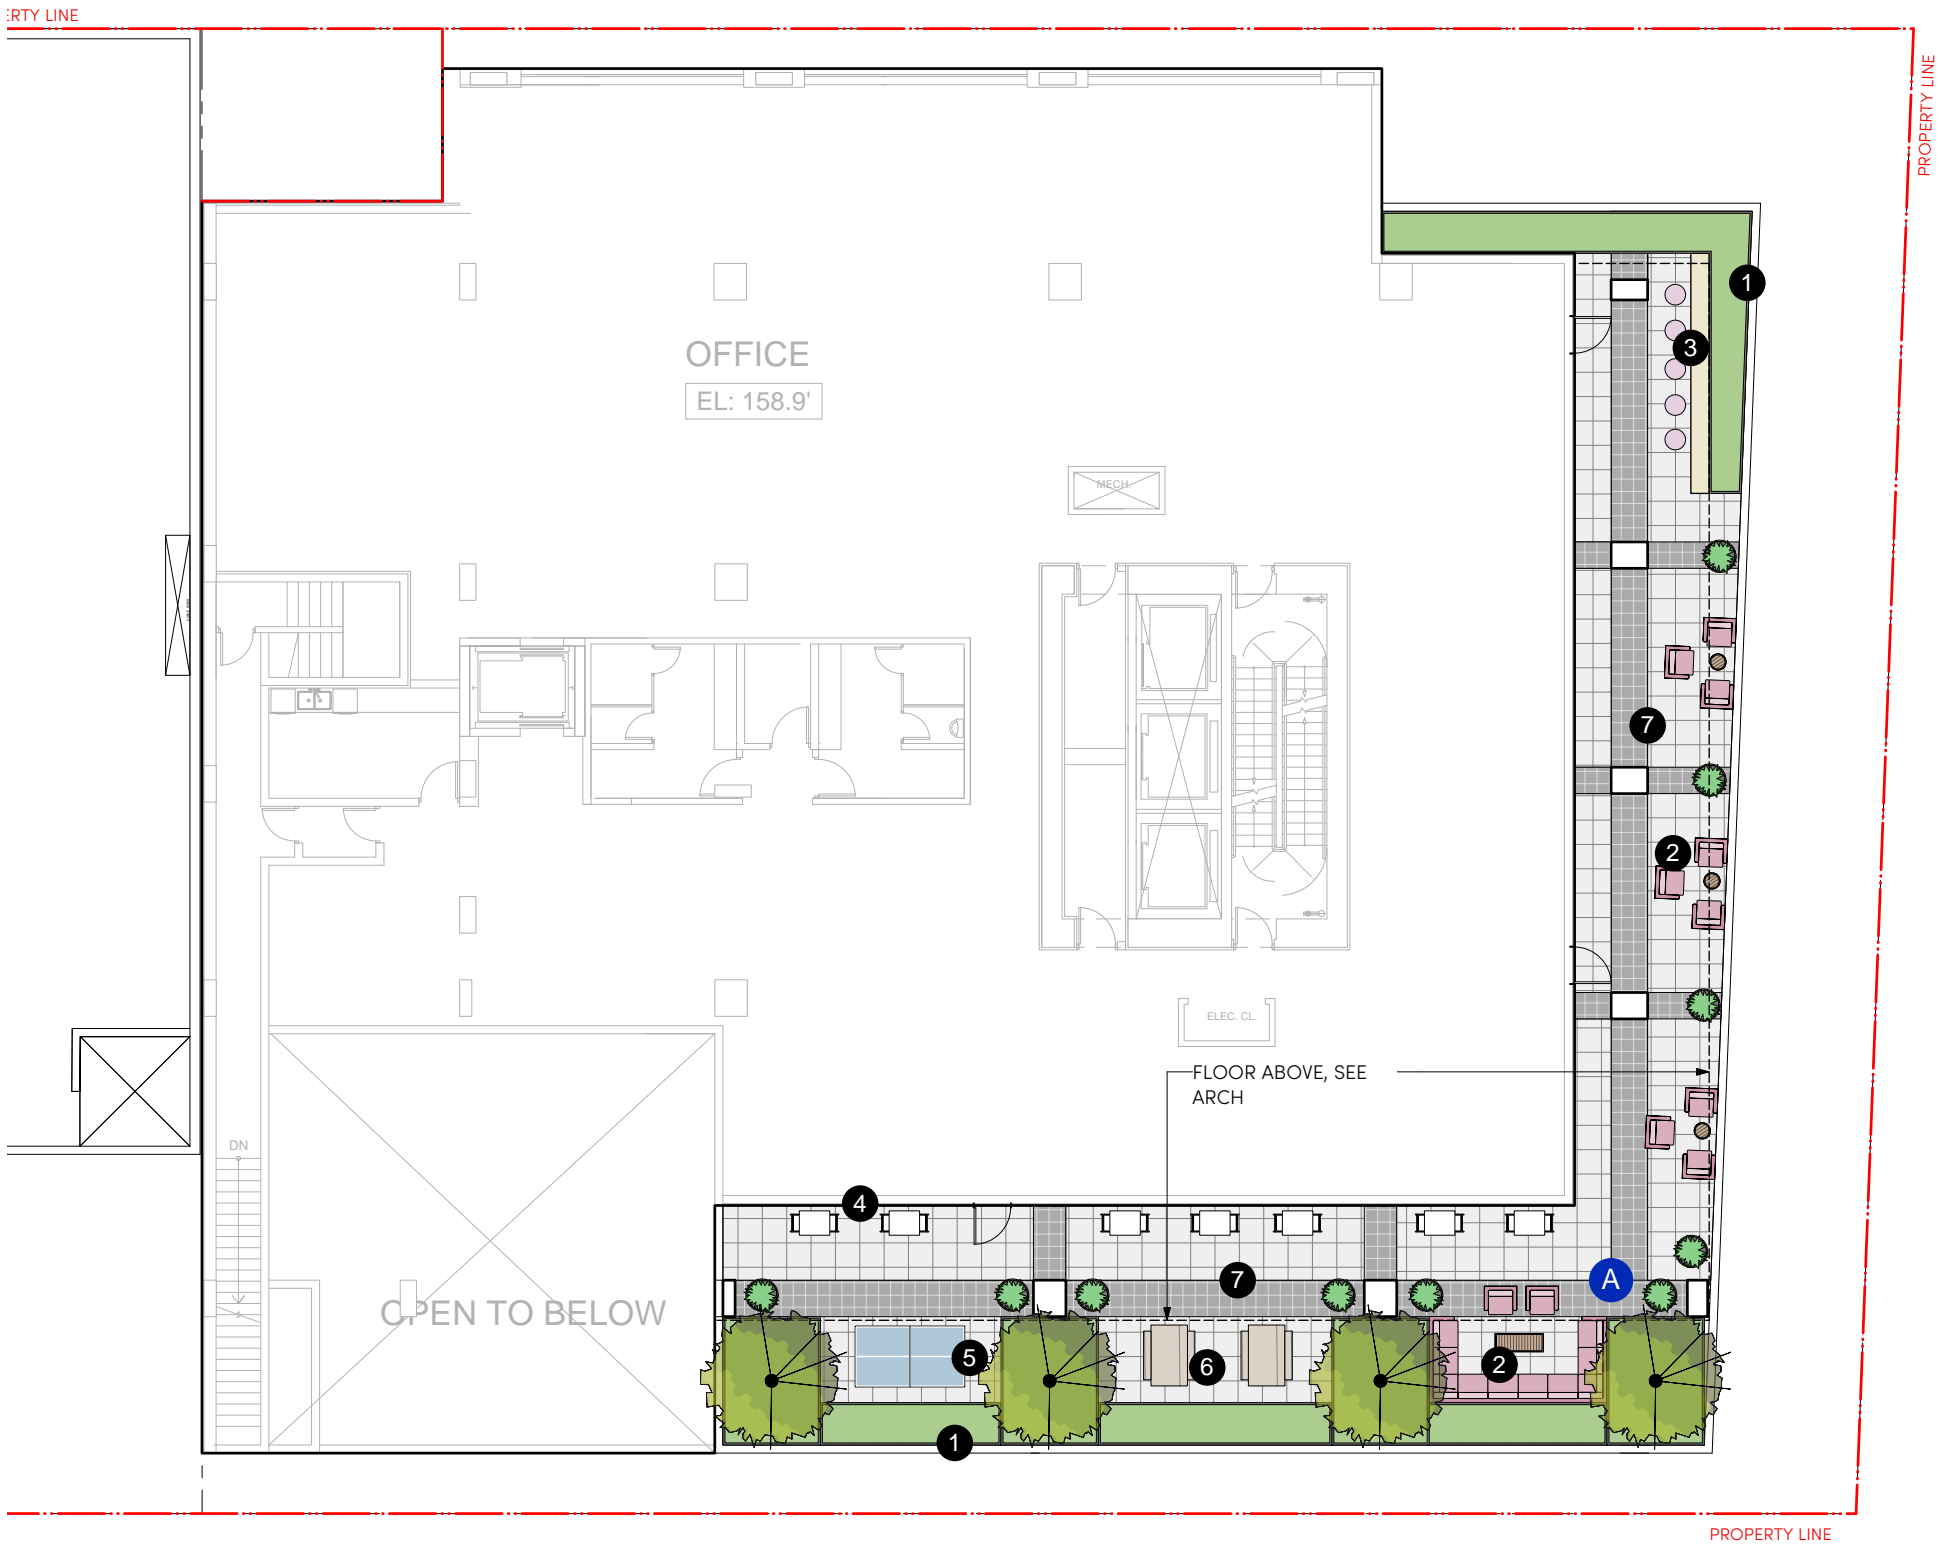 ERTY LINE
PROPERTY LINE
1
OFFICE
3
EL: 158.9'
MECH.
7
2
ELEC. CL.
FLOOR ABOVE, SEE
ARCH
DN
4
7
A
OPEN TO BELOW
5
6
2
1
PROPERTY LINE